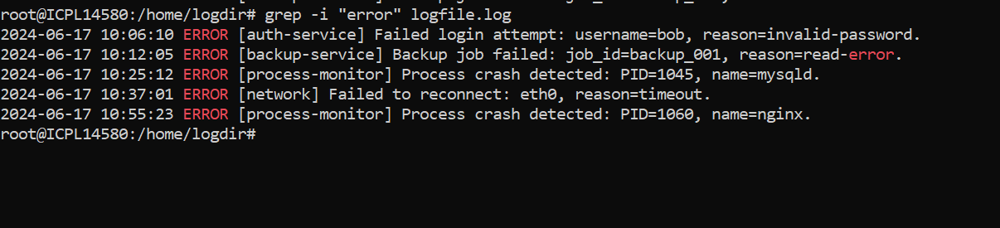 root@ICPL14580:/home/logdir# grep -i "error" logfile.log
2024-06-17 10:06:10 ERROR [auth-service] Failed login attempt: username=bob, reason=invalid-password.
2024-06-17 10:12:05 ERROR [backup-service] Backup job failed: job_id=backup_001, reason=read-error.
2024-06-17 10:25:12 ERROR [process-monitor] Process crash detected: PID=1045, name=mysqld.
2024-06-17 10:37:01 ERROR [network] Failed to reconnect: eth0, reason=timeout.
2024-06-17 10:55:23 ERROR [process-monitor] Process crash detected: PID=1060, name=nginx.
root@ICPL14580:/home/logdir#